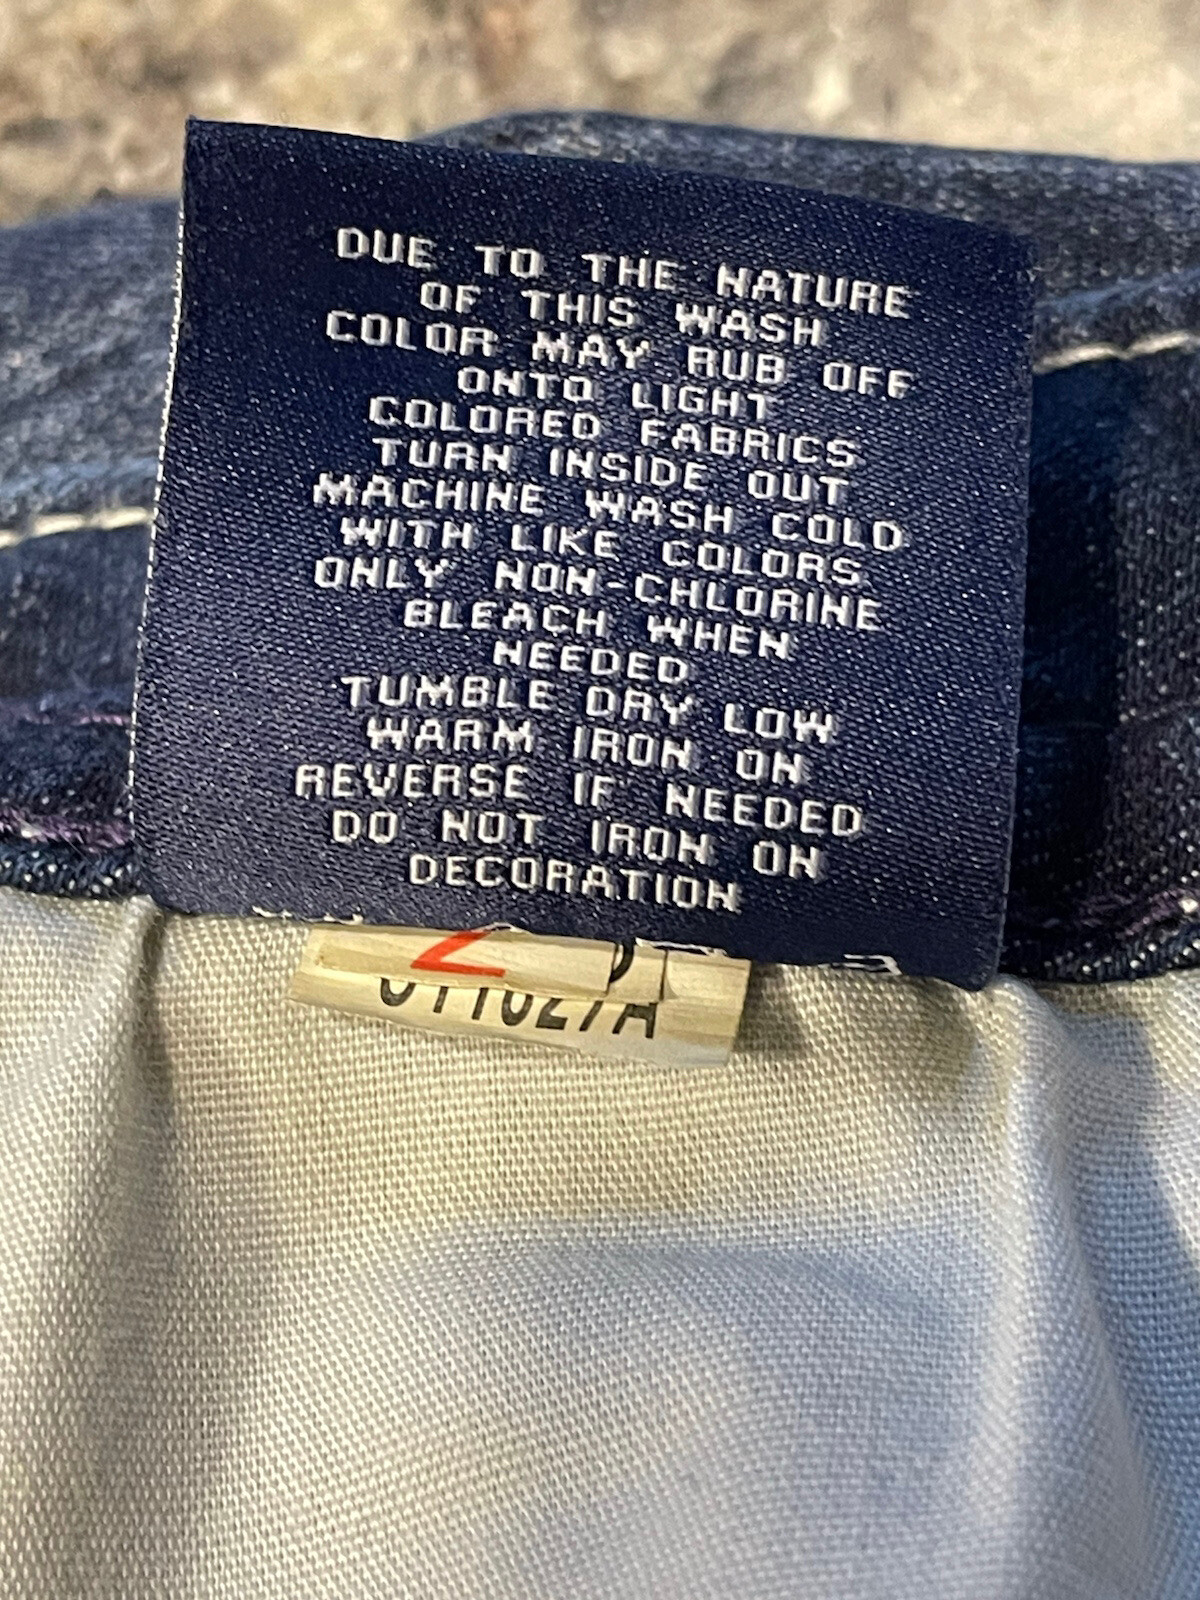 DUE TO THE NATURE
OF THIS WASH
COLOR MAY RUB OFF
ONTO LIGHT
COLORED FABRICS
TURN INSIDE OUT
MACHINE WASH COLD
WITH LIKE COLORS
ONLY NON-CHLORINE
BLEACH WHEN
NEEDED
TUMBLE DRY LOW
WARM IRON ON
REVERSE IF NEEDED
DO NOT IRON ON
DECORATION